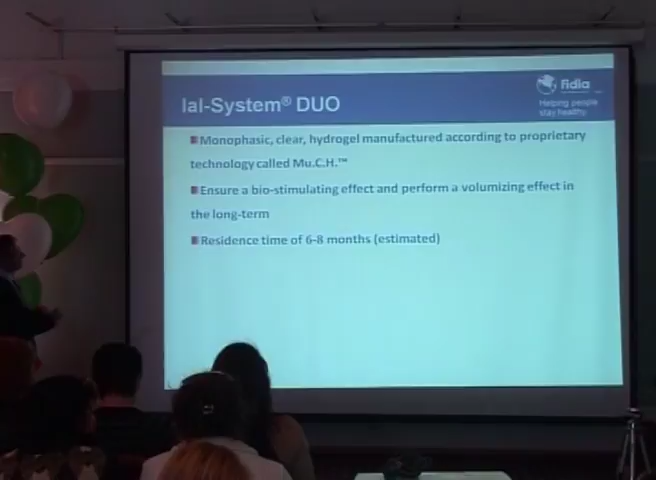 Ial-System® DUO
fidia
Helping people
stay healthy
Monophasic, clear, hydrogel manufactured according to proprietary
technology called Mu.C.H.™
Ensure a bio-stimulating effect and perform a volumizing effect in
the long-term
Residence time of 6-8 months (estimated)